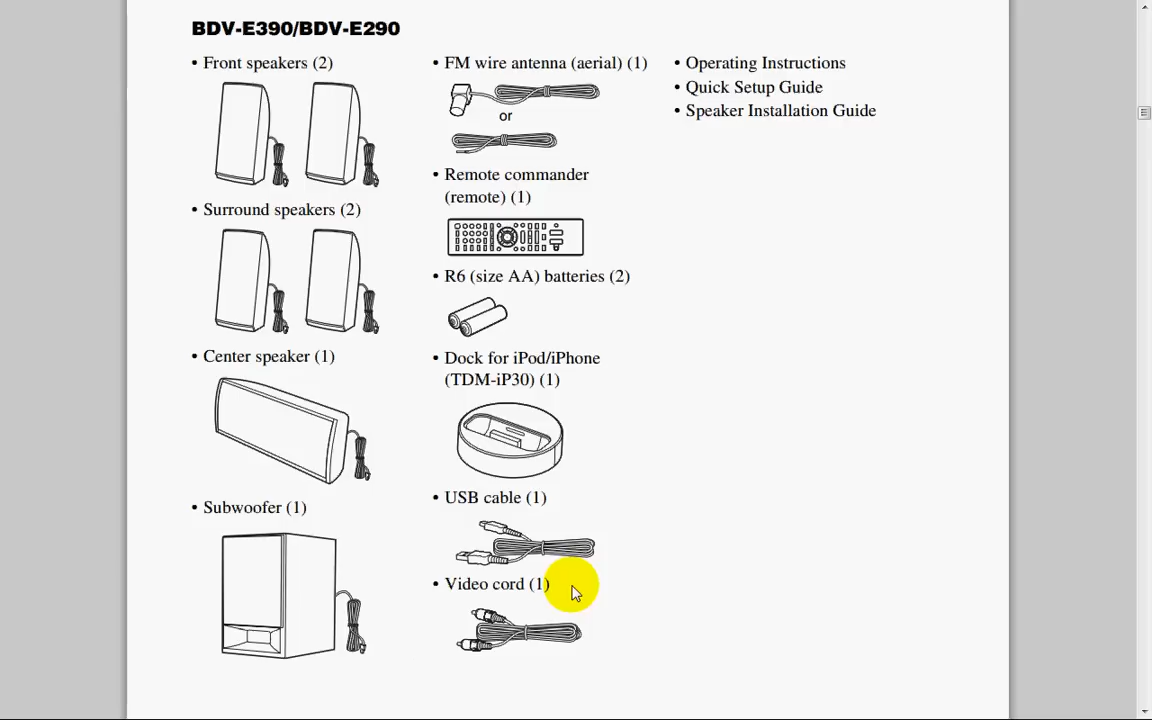 BDV-E390/BDV-E290
• Front speakers (2)
• Surround speakers (2)
• Center speaker (1)
• Subwoofer (1)
• FM wire antenna (aerial) (1)
or
• Remote commander
(remote) (1)
• R6 (size AA) batteries (2)
• Dock for iPod/iPhone
(TDM-iP30) (1)
• USB cable (1)
• Video cord (1)
• Operating Instructions
• Quick Setup Guide
• Speaker Installation Guide